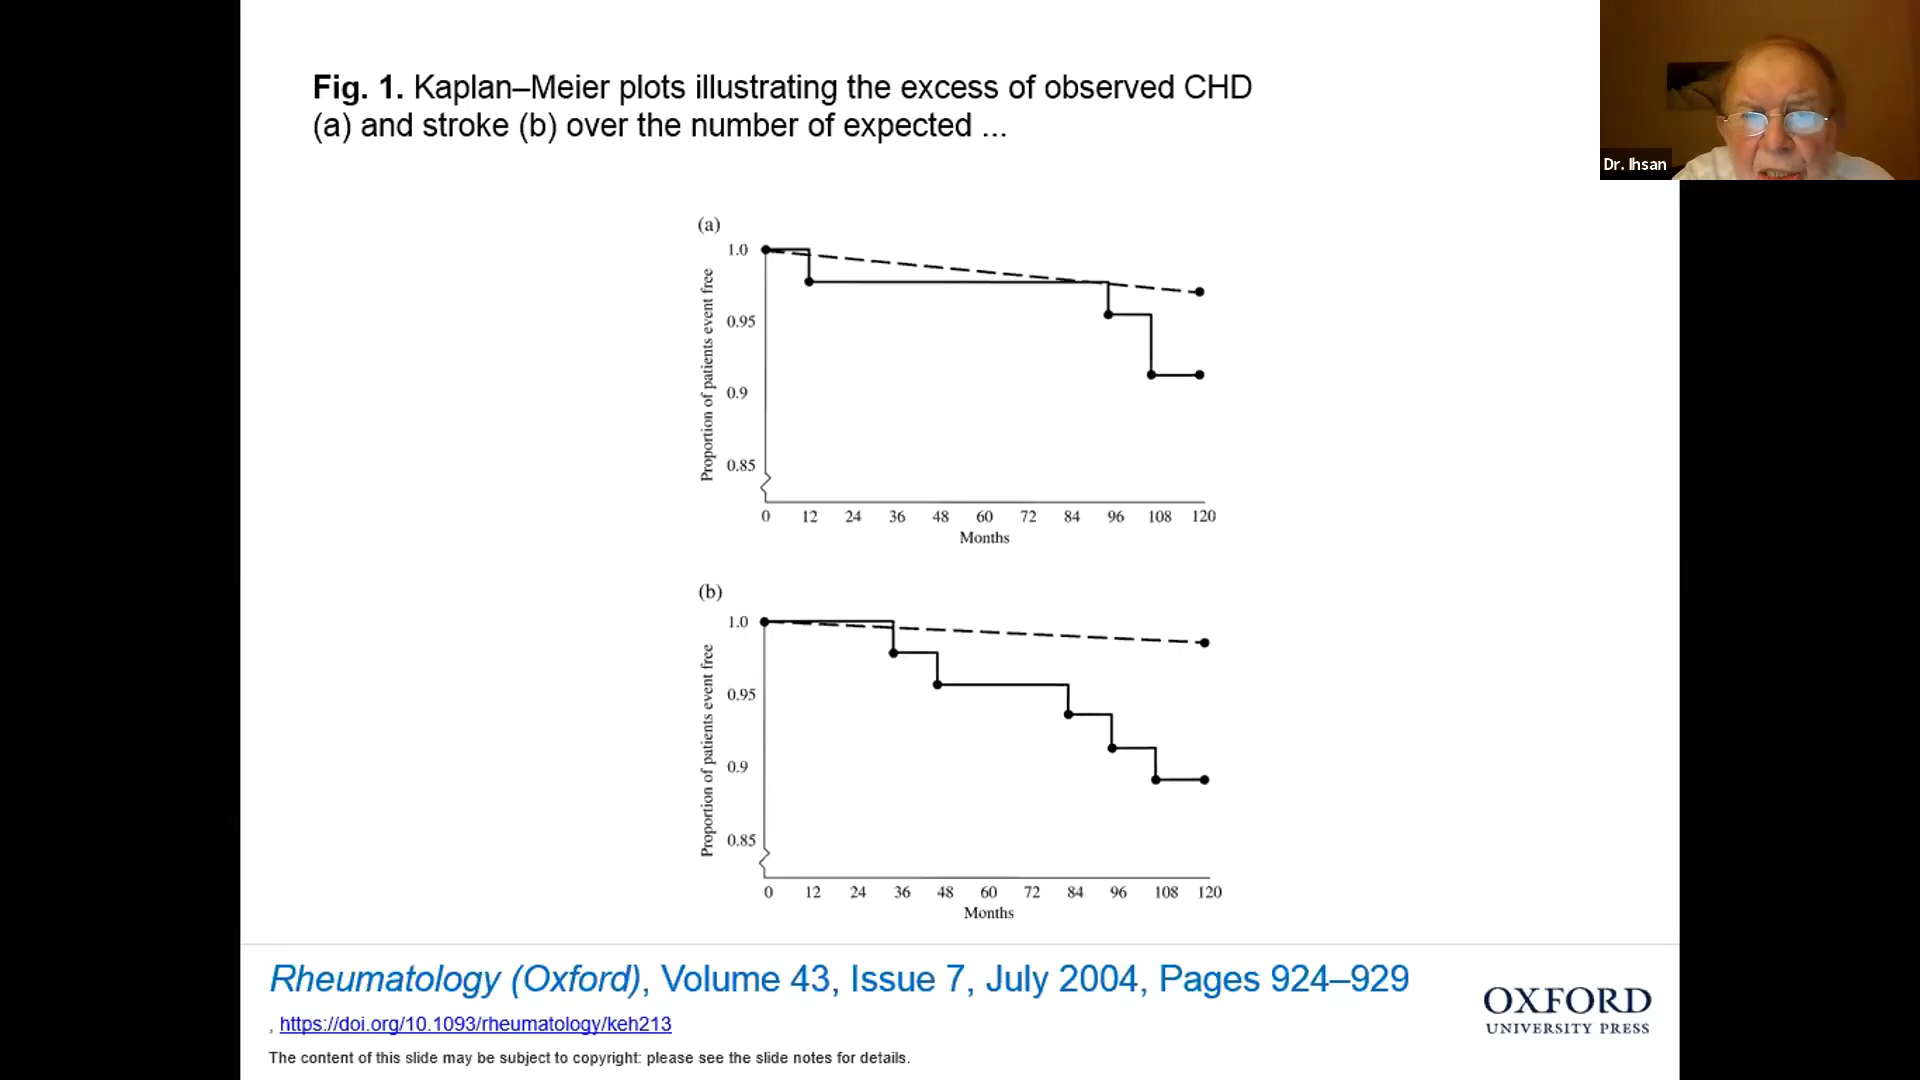 Fig. 1. Kaplan–Meier plots illustrating the excess of observed CHD
(a) and stroke (b) over the number of expected ...
Dr. Ihsan
(a)
Proportion of patients event free
1.0
0.95
0.9
0.85
0 12 24 36 48 60 72 84 96 108 120
Months
(b)
Proportion of patients event free
1.0
0.95
0.9
0.85
0 12 24 36 48 60 72 84 96 108 120
Months
Rheumatology (Oxford), Volume 43, Issue 7, July 2004, Pages 924–929
, https://doi.org/10.1093/rheumatology/keh213
The content of this slide may be subject to copyright: please see the slide notes for details.
OXFORD
UNIVERSITY PRESS